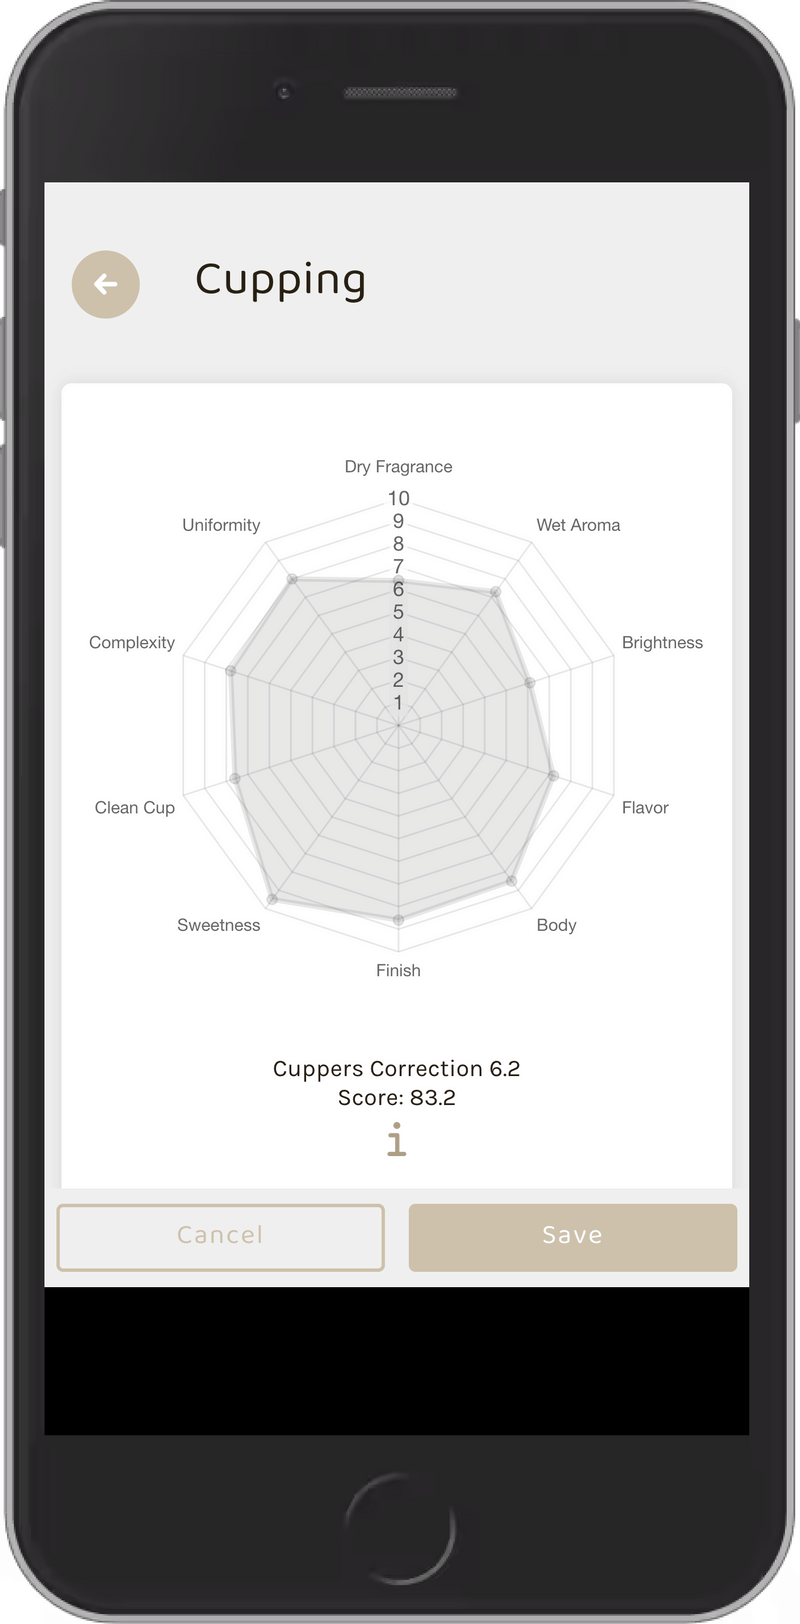 Cupping
Dry Fragrance
Uniformity
Wet Aroma
10
9
8
7
6
5
4
3
2
1
Complexity
Brightness
Clean Cup
Flavor
Sweetness
Body
Finish
Cuppers Correction 6.2
Score: 83.2
i
Cancel
Save